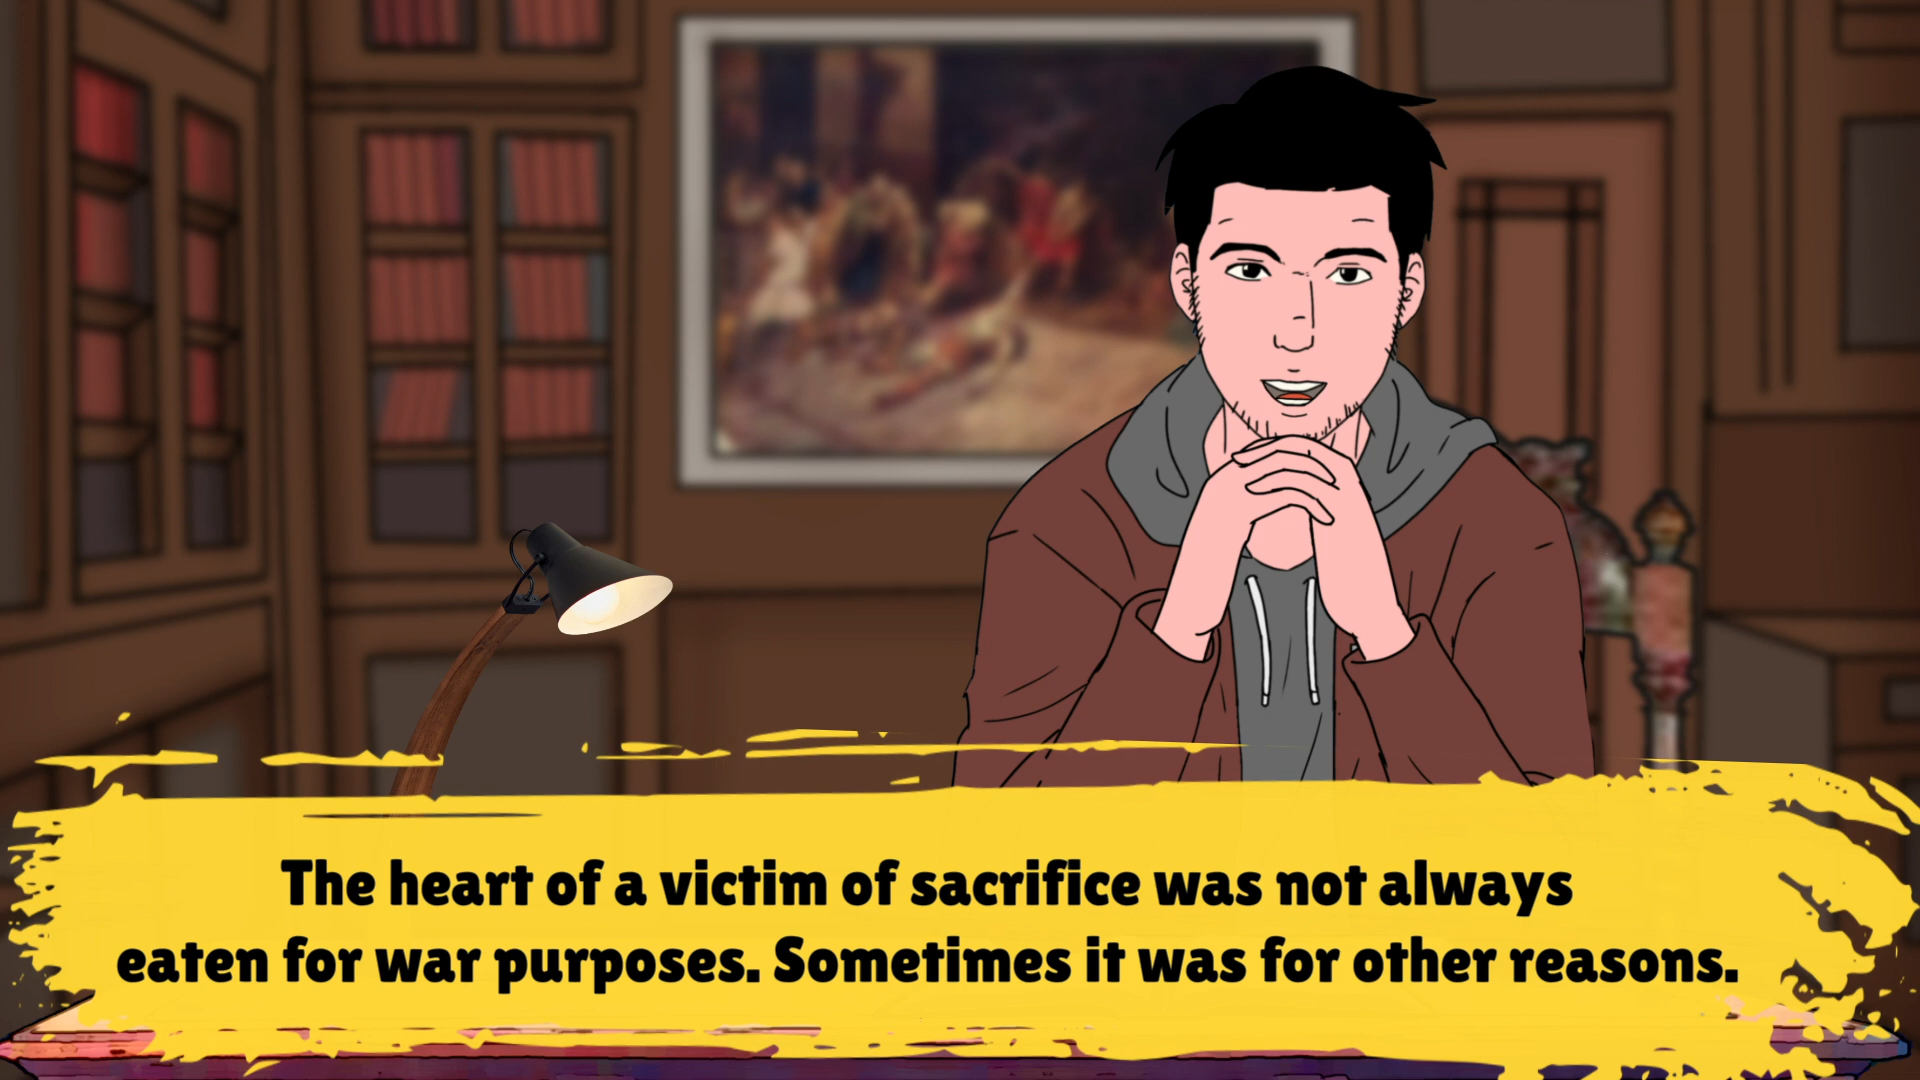 The heart of a victim of sacrifice was not always
eaten for war purposes. Sometimes it was for other reasons.